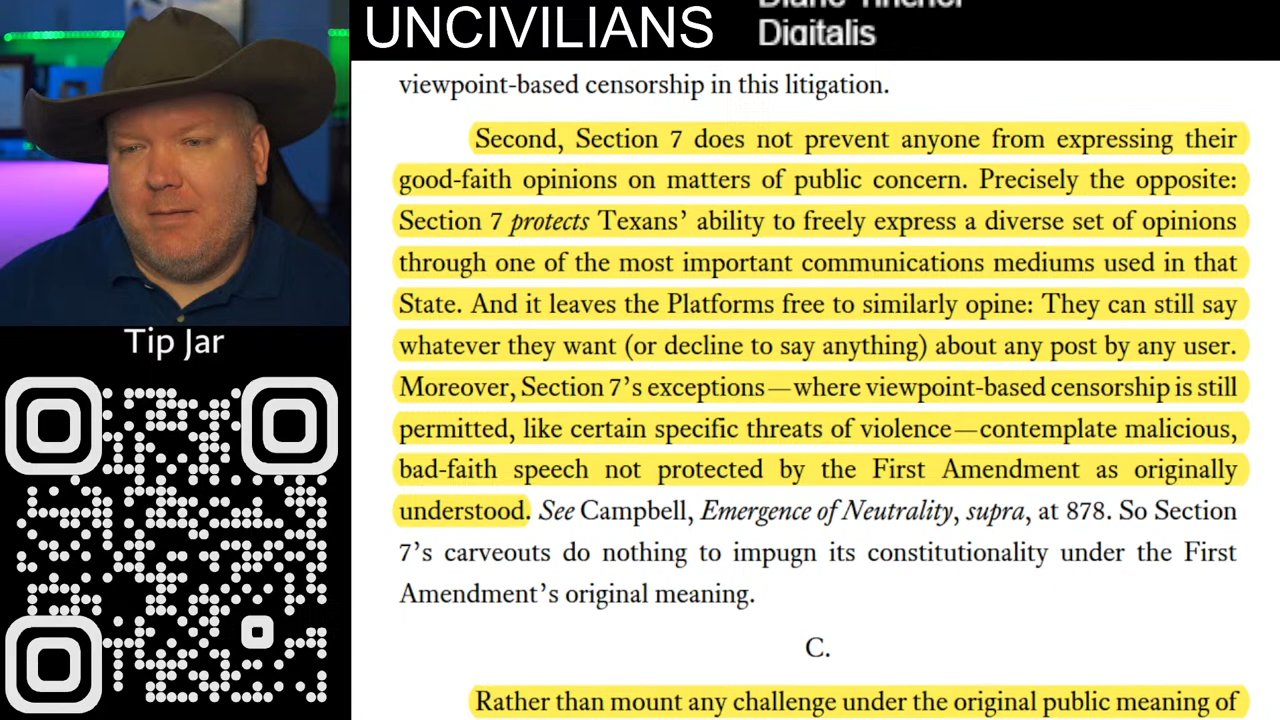 UNCIVILIANS
Diane Tincher
Digitalis
Tip Jar
viewpoint-based censorship in this litigation.
Second, Section 7 does not prevent anyone from expressing their
good-faith opinions on matters of public concern. Precisely the opposite:
Section 7 protects Texans’ ability to freely express a diverse set of opinions
through one of the most important communications mediums used in that
State. And it leaves the Platforms free to similarly opine: They can still say
whatever they want (or decline to say anything) about any post by any user.
Moreover, Section 7’s exceptions—where viewpoint-based censorship is still
permitted, like certain specific threats of violence—contemplate malicious,
bad-faith speech not protected by the First Amendment as originally
understood. See Campbell, Emergence of Neutrality, supra, at 878. So Section
7’s carveouts do nothing to impugn its constitutionality under the First
Amendment’s original meaning.
C.
Rather than mount any challenge under the original public meaning of